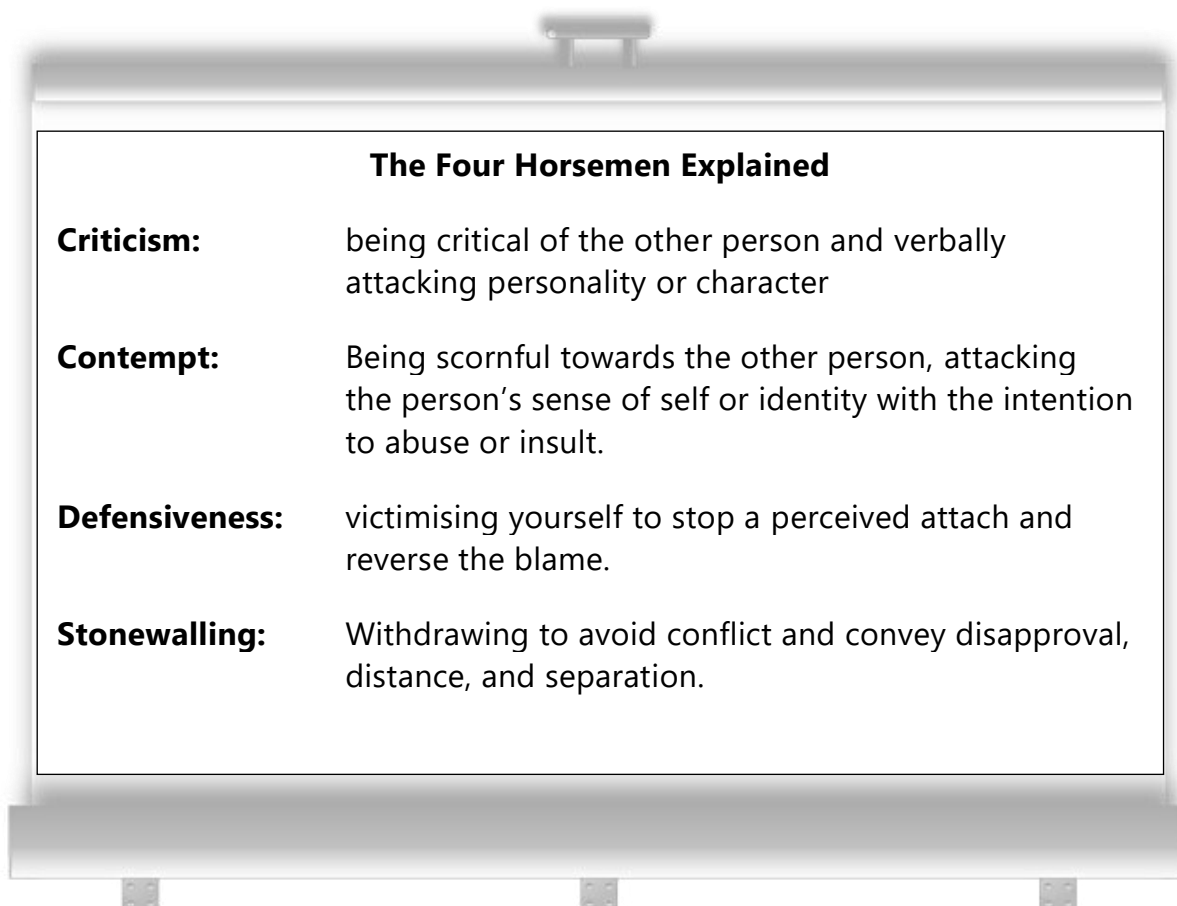 The Four Horsemen Explained
Criticism: being critical of the other person and verbally
attacking personality or character
Contempt: Being scornful towards the other person, attacking
the person’s sense of self or identity with the intention
to abuse or insult.
Defensiveness: victimising yourself to stop a perceived attach and
reverse the blame.
Stonewalling: Withdrawing to avoid conflict and convey disapproval,
distance, and separation.